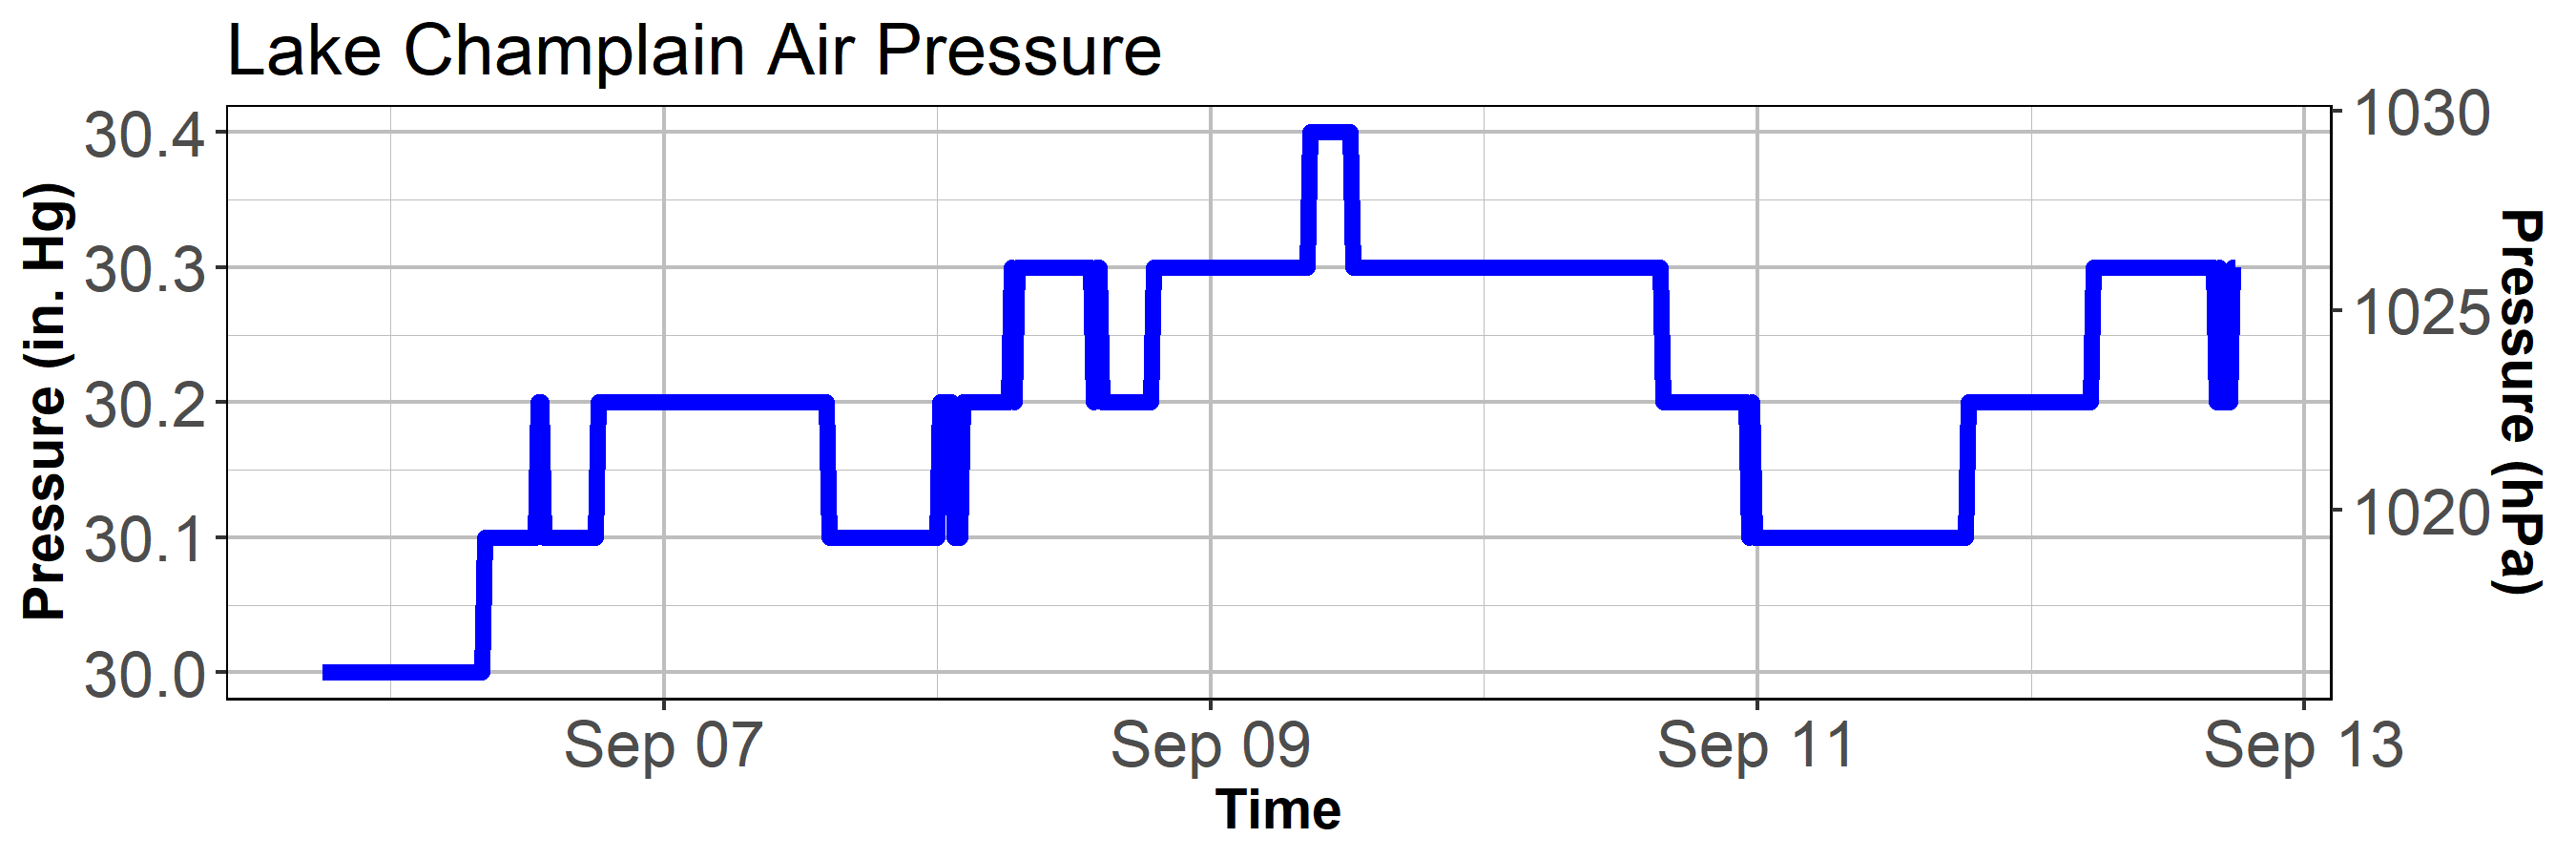 Lake Champlain Air Pressure
Pressure (in. Hg)
30.4
30.3
30.2
30.1
30.0
1030
1025
1020
Pressure (hPa)
Sep 07
Sep 09
Sep 11
Sep 13
Time